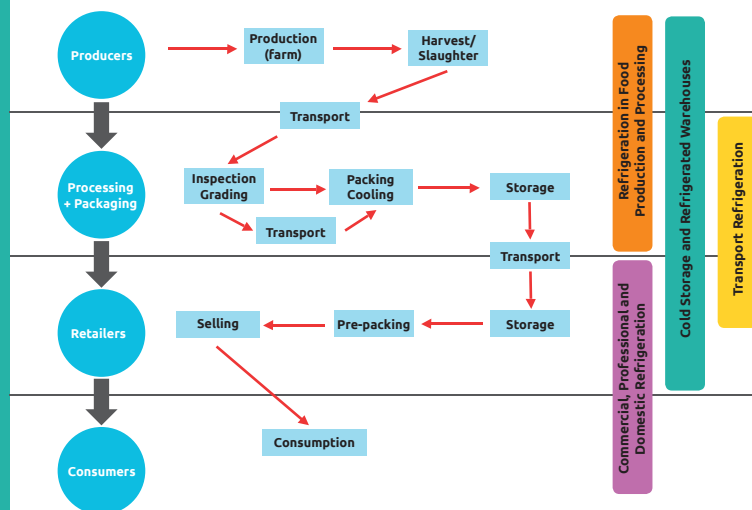 Producers
Production
(farm)
Harvest/
Slaughter
Transport
Processing
+ Packaging
Inspection
Grading
Packing
Cooling
Storage
Transport
Transport
Retailers
Selling
Pre-packing
Storage
Consumption
Consumers
Refrigeration in Food
Production and Processing
Commercial, Professional and
Domestic Refrigeration
Cold Storage and Refrigerated Warehouses
Transport Refrigeration